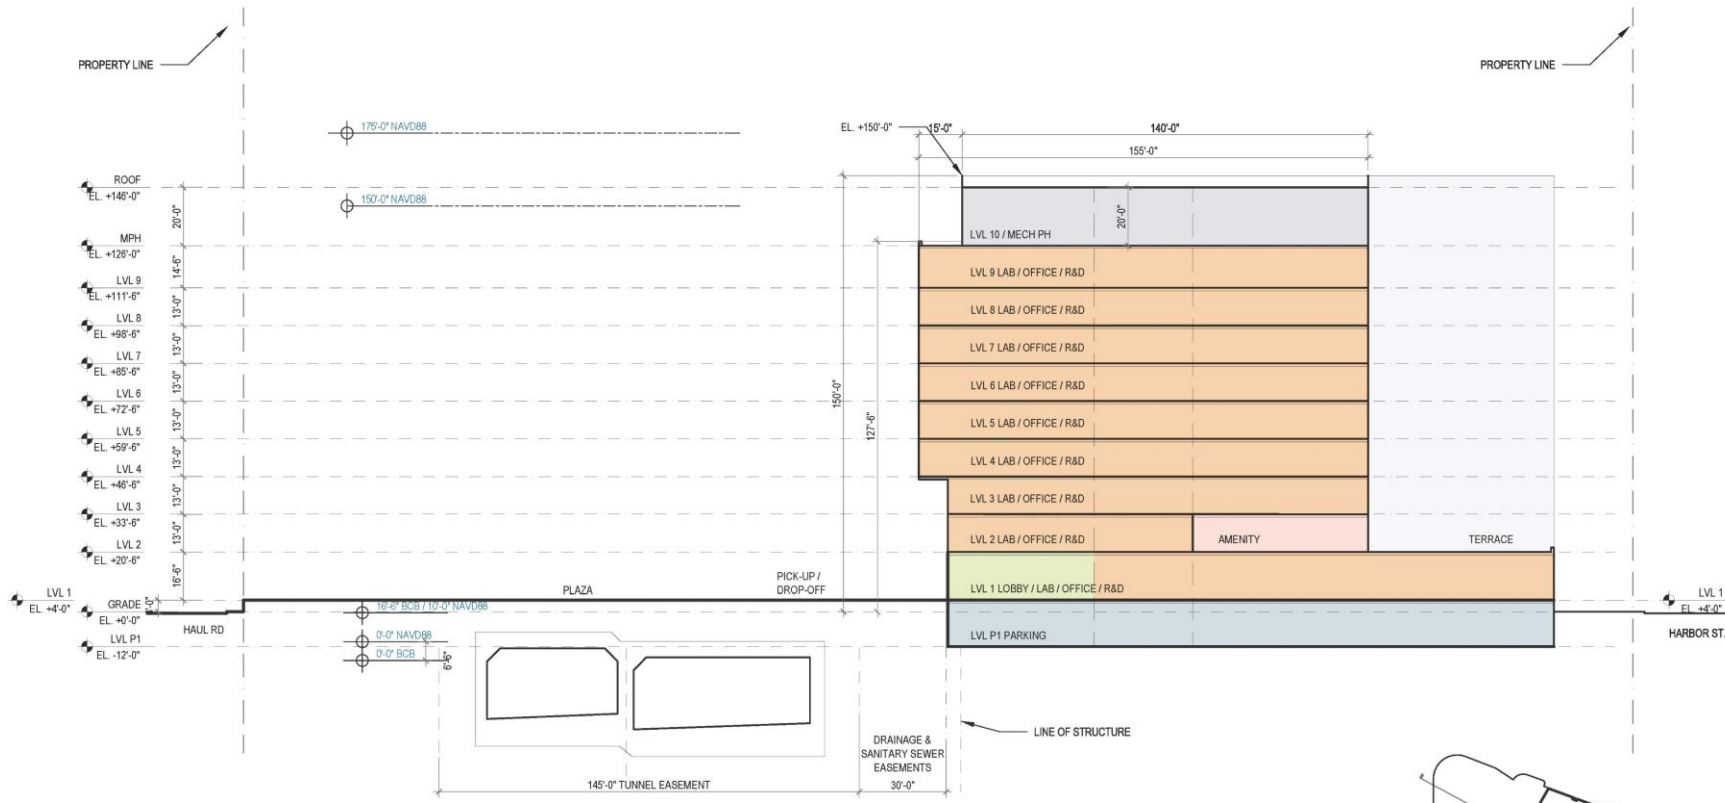 PROPERTY LINE
PROPERTY LINE
175'-0" NAVD88
EL. +150'-0"
15'-0"
140'-0"
155'-0"
ROOF
EL. +146'-0"
150'-0" NAVD88
20'-0"
20'-0"
MPH
EL. +126'-0"
LVL 10 / MECH PH
14'-6"
LVL 9 LAB / OFFICE / R&D
LVL 9
EL. +111'-6"
13'-0"
LVL 8 LAB / OFFICE / R&D
LVL 8
EL. +98'-6"
13'-0"
LVL 7 LAB / OFFICE / R&D
LVL 7
EL. +85'-6"
13'-0"
LVL 6 LAB / OFFICE / R&D
LVL 6
EL. +72'-6"
150'-0"
127'-6"
13'-0"
LVL 5 LAB / OFFICE / R&D
LVL 5
EL. +59'-6"
13'-0"
LVL 4 LAB / OFFICE / R&D
LVL 4
EL. +46'-6"
13'-0"
LVL 3 LAB / OFFICE / R&D
LVL 3
EL. +33'-6"
13'-0"
LVL 2 LAB / OFFICE / R&D
AMENITY
TERRACE
LVL 2
EL. +20'-6"
16'-6"
PLAZA
PICK-UP /
DROP-OFF
LVL 1 LOBBY / LAB / OFFICE / R&D
LVL 1
EL. +4'-0"
LVL 1
EL. +4'-0"
GRADE
EL. +0'-0"
16'-6" BCB / 10'-0" NAVD88
HAUL RD
HARBOR ST.
LVL P1
EL. -12'-0"
0'-0" NAVD88
0'-0" BCB
6'-6"
LVL P1 PARKING
LINE OF STRUCTURE
DRAINAGE &
SANITARY SEWER
EASEMENTS
145'-0" TUNNEL EASEMENT
30'-0"